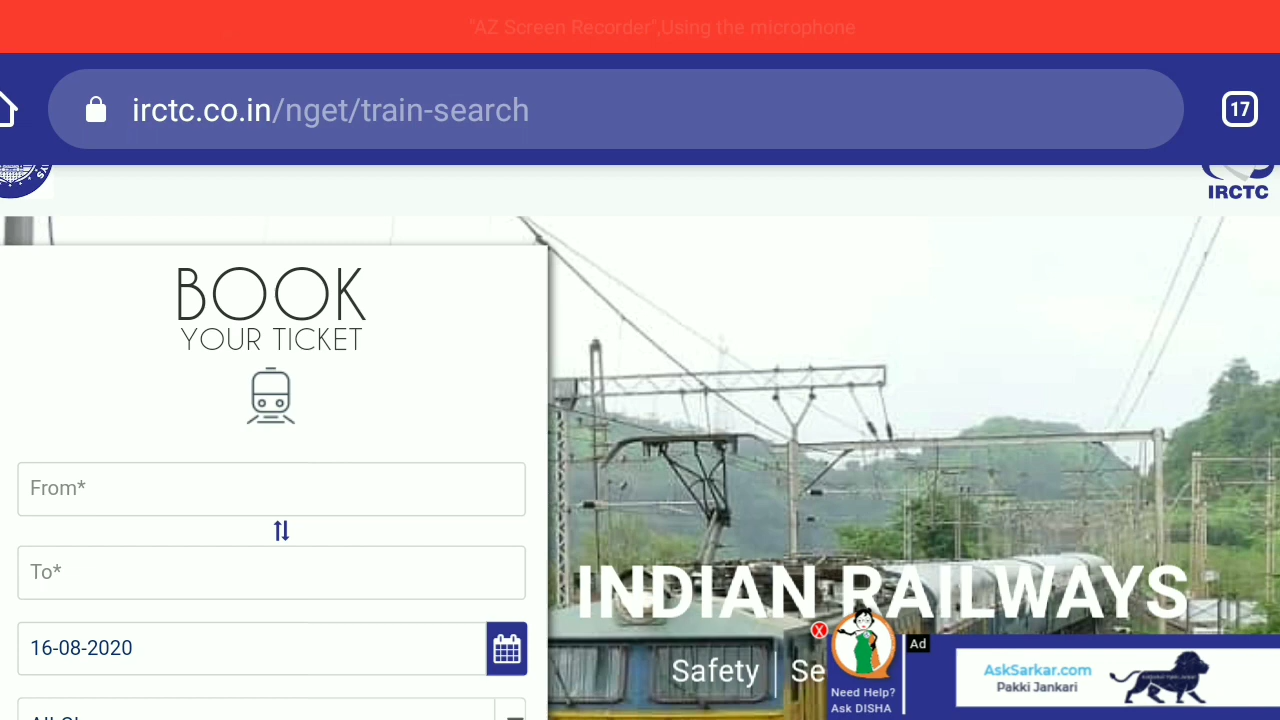 "AZ Screen Recorder",Using the microphone
irctc.co.in/nget/train-search
17
IRCTC
BOOK
YOUR TICKET
From*
To*
16-08-2020
INDIAN RAILWAYS
Safety | Se
X
Need Help?
Ask DISHA
Ad
AskSarkar.com
Pakki Jankari